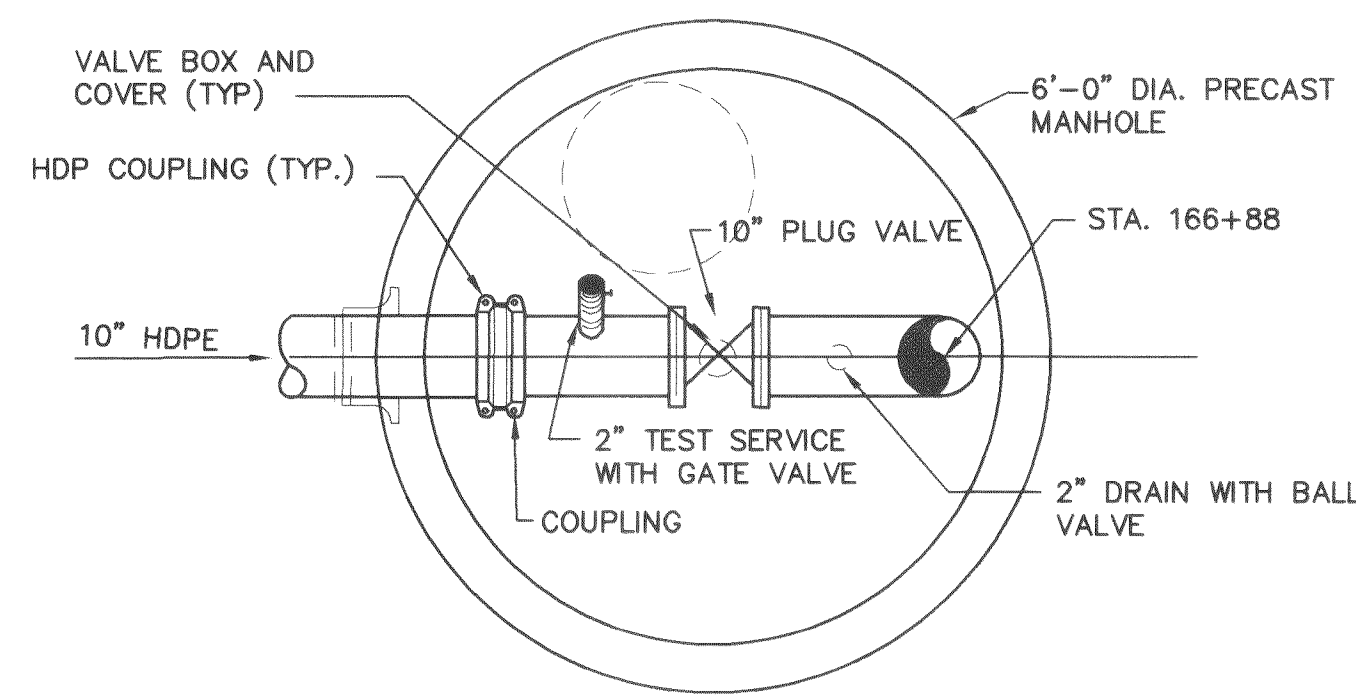 VALVE BOX AND
COVER (TYP)
6'-0" DIA. PRECAST
MANHOLE
HDP COUPLING (TYP.)
STA. 166+88
10" PLUG VALVE
10" HDPE
2" TEST SERVICE
WITH GATE VALVE
2" DRAIN WITH BALL
VALVE
COUPLING